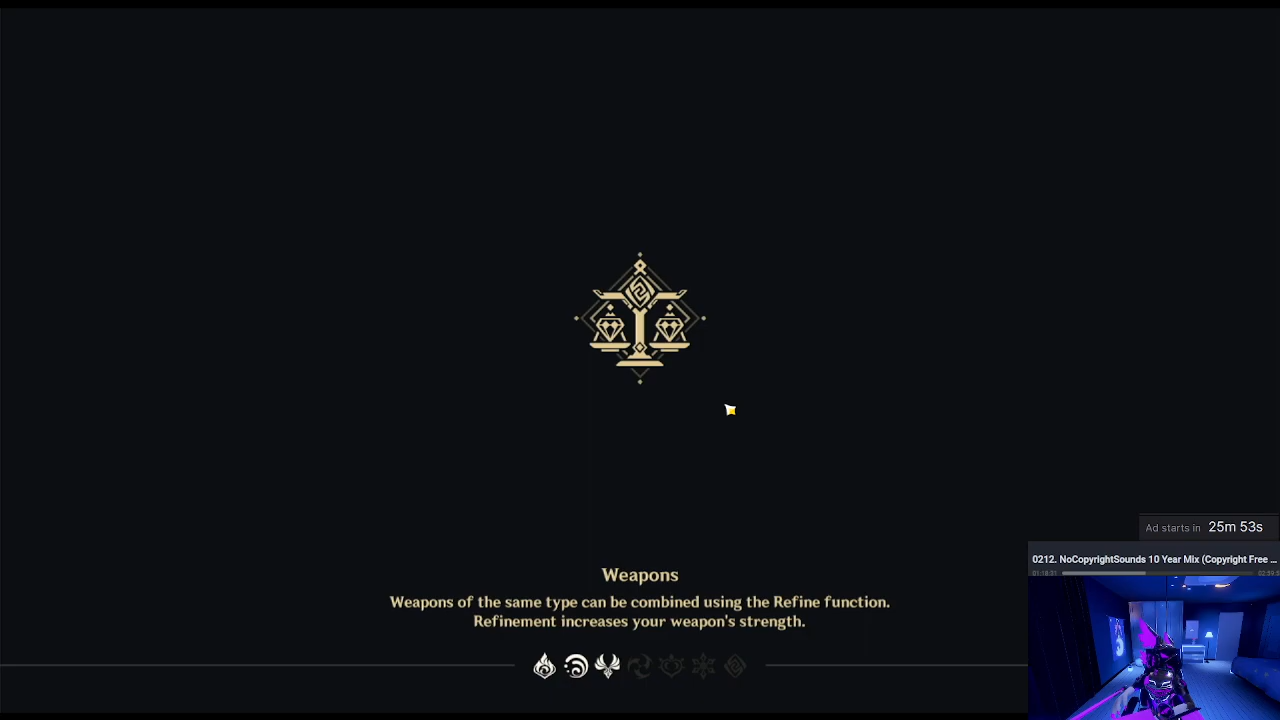 Ad starts in 25m 53s
0212. NoCopyrightSounds 10 Year Mix (Copyright Free ...
Weapons
Weapons of the same type can be combined using the Refine function.
Refinement increases your weapon's strength.